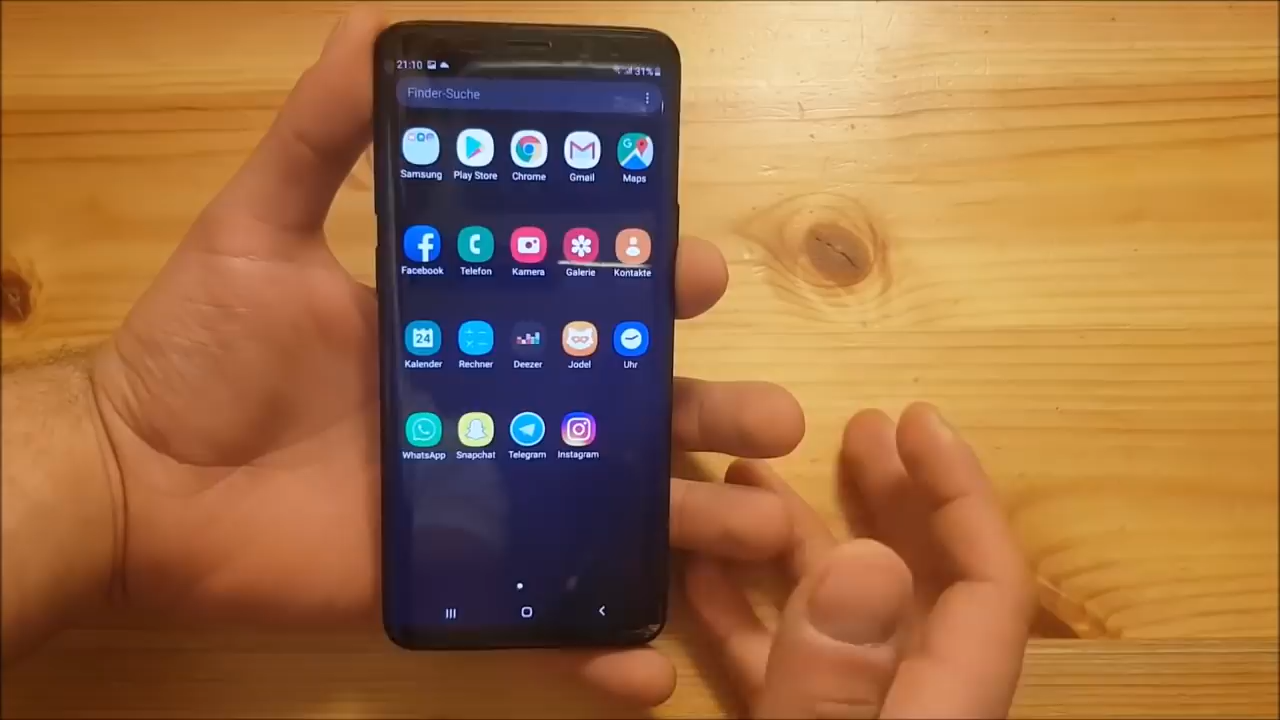 21:10 31%
Finder-Suche
Samsung Play Store Chrome Gmail Maps
Facebook Telefon Kamera Galerie Kontakte
24
Kalender Rechner Deezer Jodel Uhr
WhatsApp Snapchat Telegram Instagram